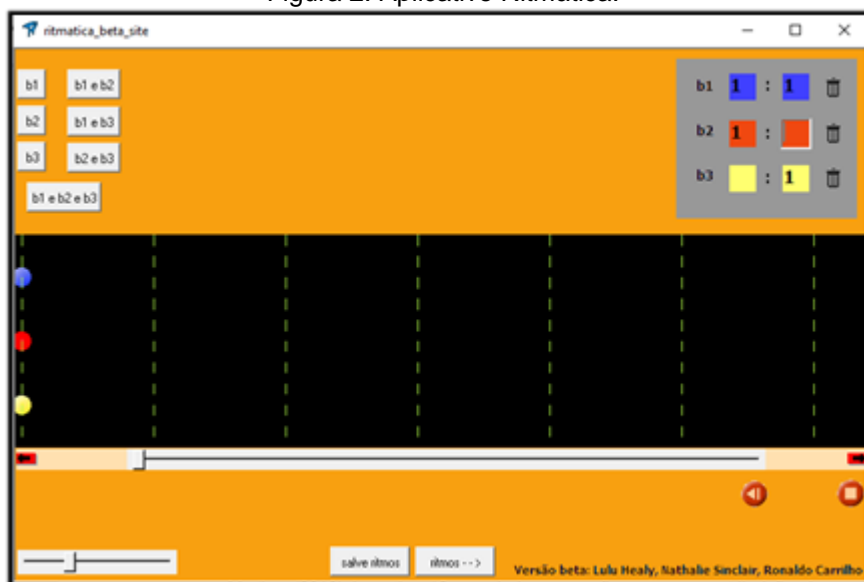 Figura 2: Aplicativo Ritmática.
ritmatica_beta_site
b1 b1 e b2
b2 b1 e b3
b3 b2 e b3
b1 e b2 e b3
b1 1 : 1
b2 1 :
b3 : 1
salve ritmos ritmos -->
Versão beta: Lulu Healy, Nathalie Sinclair, Ronaldo Carrilho